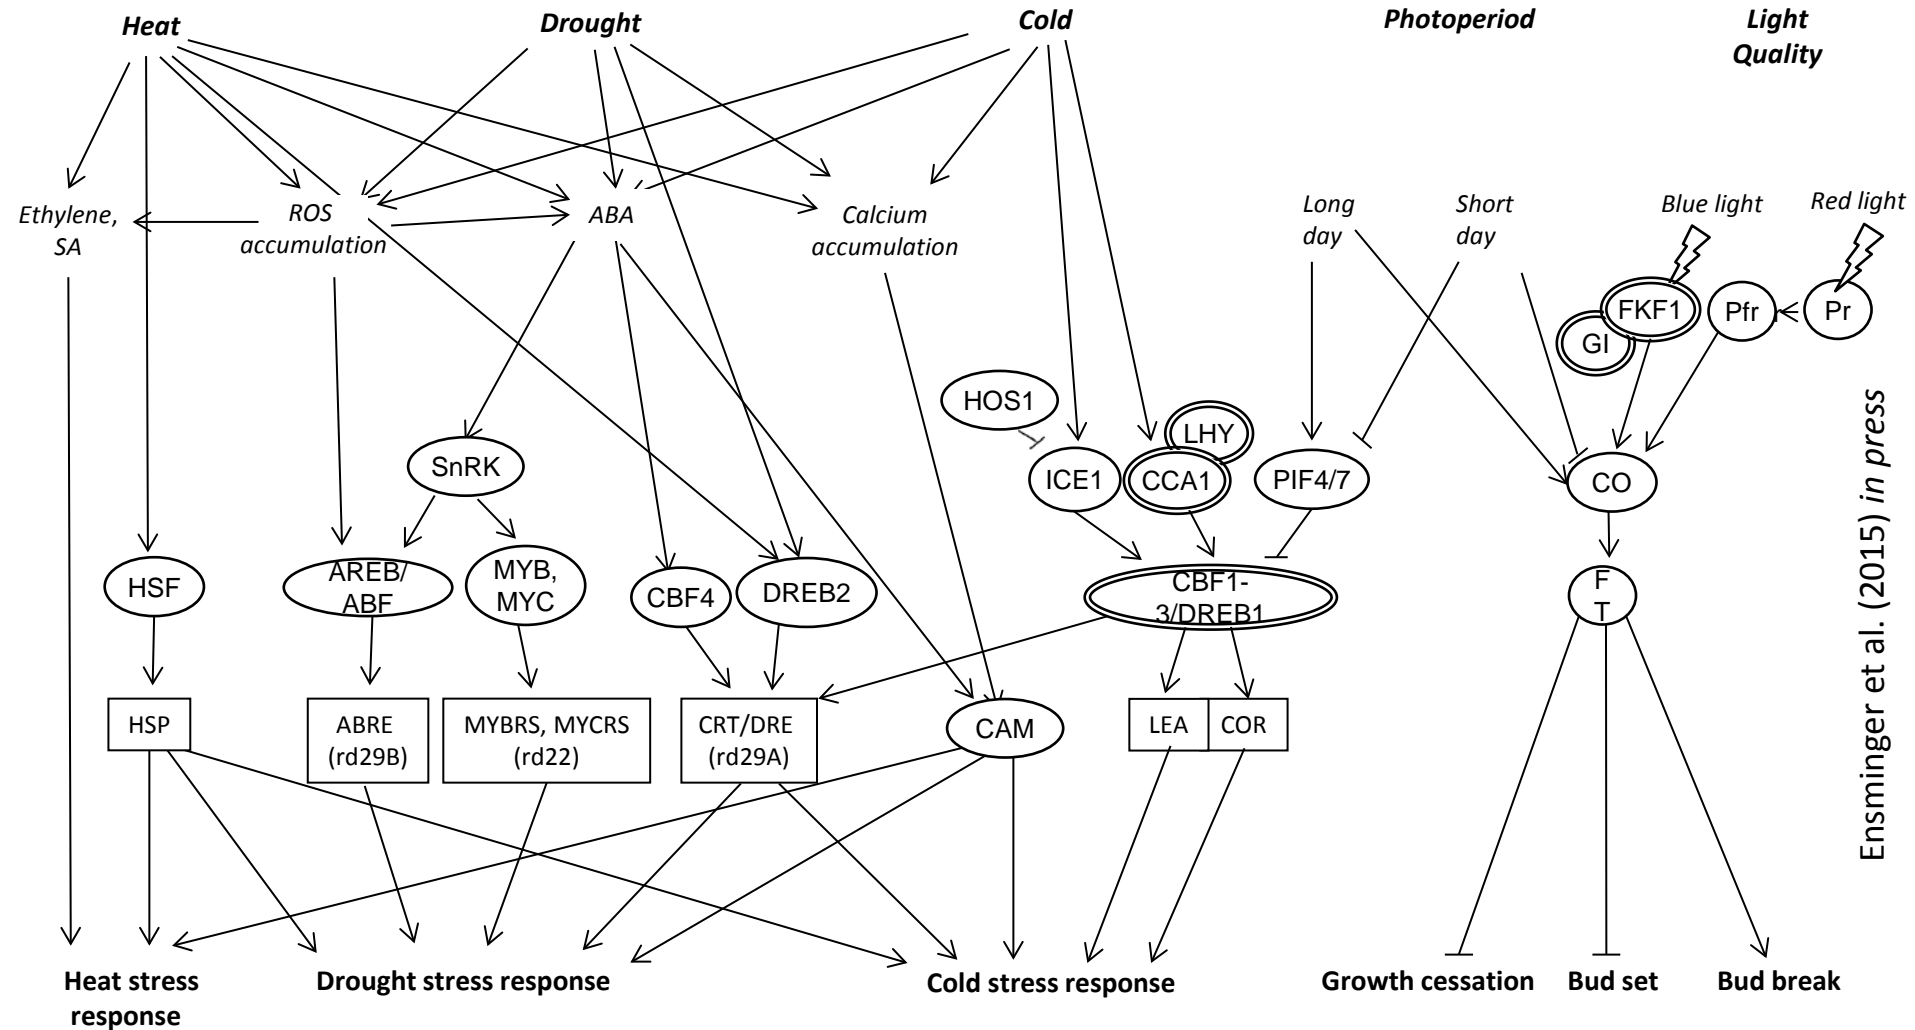 Heat
Drought
Cold
Photoperiod
Light
Quality
Ethylene,
SA
ROS
accumulation
ABA
Calcium
accumulation
Long
day
Short
day
Blue light
Red light
FKF1
GI
Pfr
Pr
HOS1
LHY
SnRK
ICE1
CCA1
PIF4/7
CO
HSF
AREB/
ABF
MYB,
MYC
CBF4
DREB2
CBF1-
3/DREB1
F
T
HSP
ABRE
(rd29B)
MYBRS, MYCRS
(rd22)
CRT/DRE
(rd29A)
CAM
LEA
COR
Heat stress
response
Drought stress response
Cold stress response
Growth cessation
Bud set
Bud break
Ensminger et al. (2015) in press